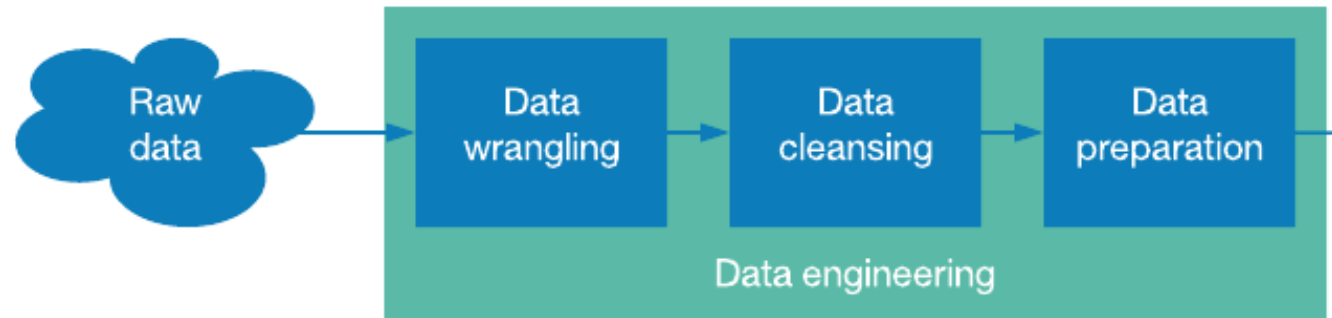 Raw
data
Data
wrangling
Data
cleansing
Data
preparation
Data engineering